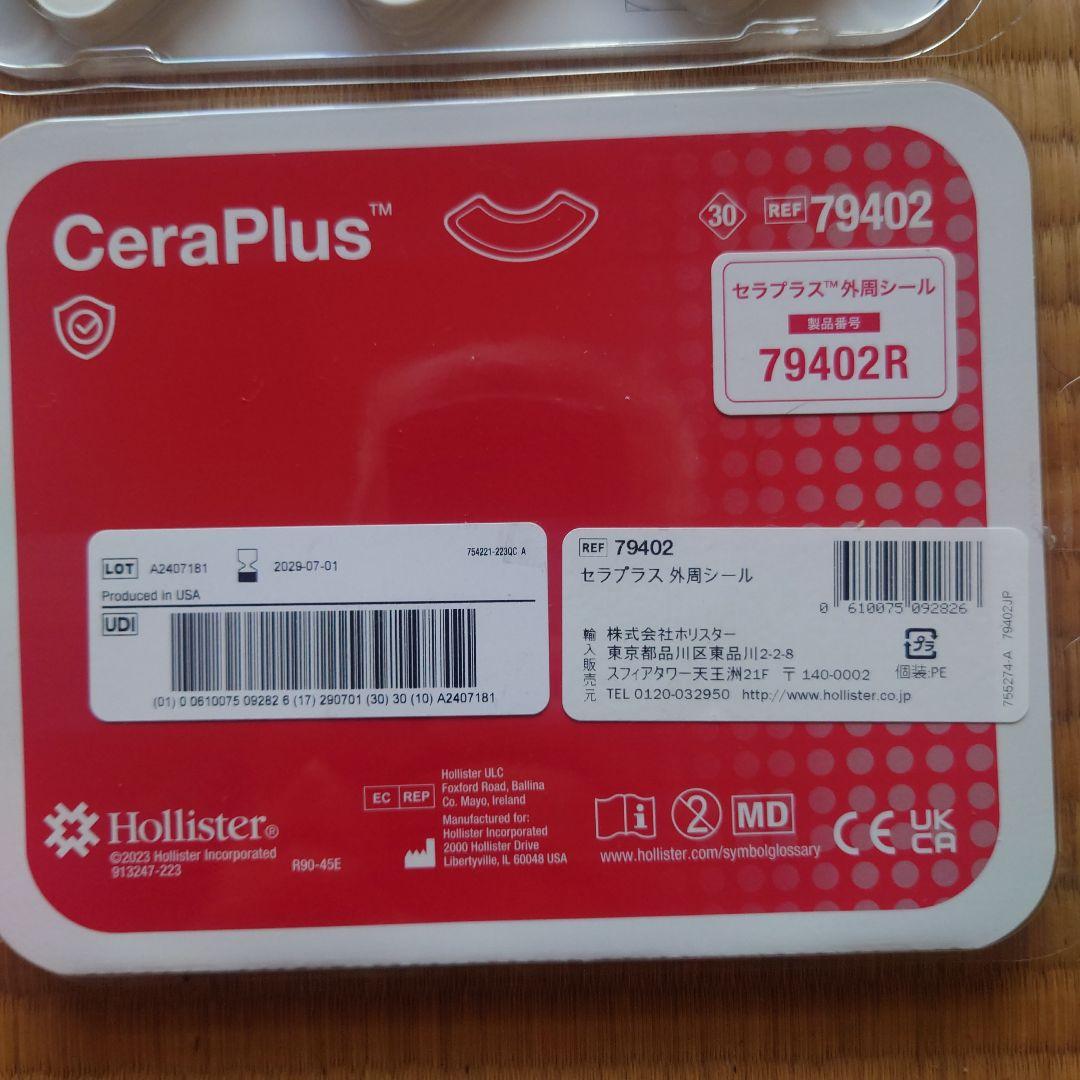 CeraPlus™
30
REF 79402
セラプラス™外周シール
製品番号
79402R
LOT A2407181 2029-07-01 754221-223QC A
Produced in USA
UDI
(01) 0 0610075 09282 6 (17) 290701 (30) 30 (10) A2407181
REF 79402
セラプラス 外周シール
0 610075 092826
輸入販売元
株式会社ホリスター
東京都品川区東品川2-2-8
スフィアタワー天王洲21F 〒140-0002
TEL 0120-032950 http://www.hollister.co.jp
プラ
個装:PE
755274-A 79402JP
Hollister®
©2023 Hollister Incorporated
913247-223
R90-45E
EC REP
Hollister ULC
Foxford Road, Ballina
Co. Mayo, Ireland
Manufactured for:
Hollister Incorporated
2000 Hollister Drive
Libertyville, IL 60048 USA
i
2
MD
www.hollister.com/symbolglossary
CE
UK
CA